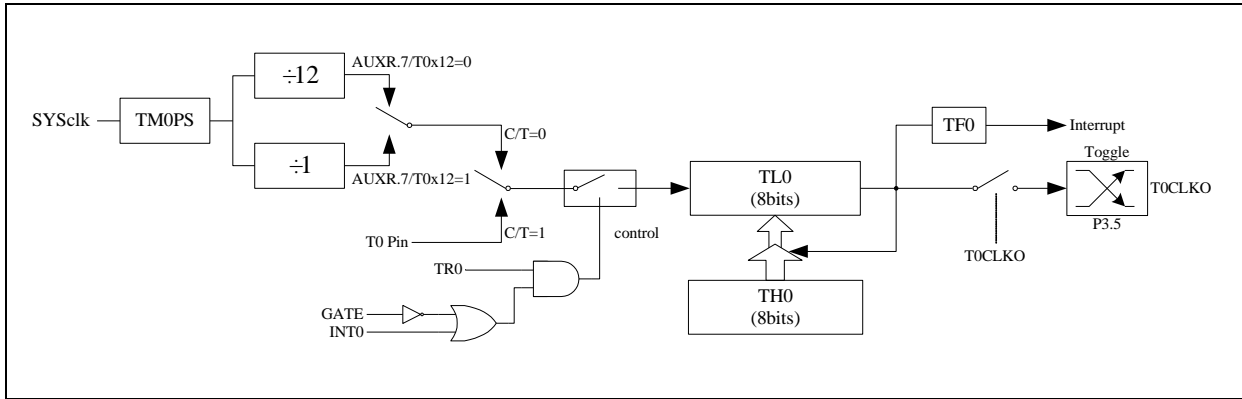 ÷12
AUXR.7/T0x12=0
SYSclk
TM0PS
÷1
AUXR.7/T0x12=1
C/T=0
T0 Pin
C/T=1
control
TR0
GATE
INT0
TL0
(8bits)
TH0
(8bits)
TF0
Interrupt
Toggle
T0CLKO
P3.5
T0CLKO